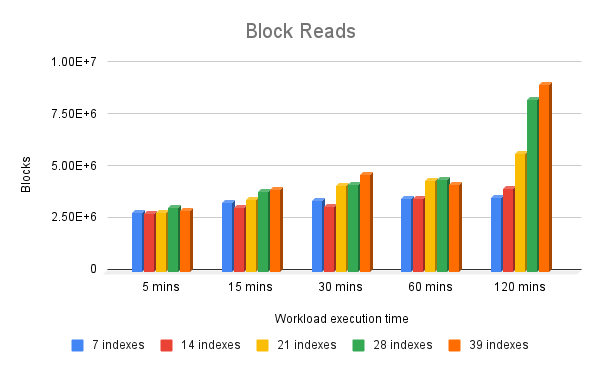 Block Reads
1.00E+7
7.50E+6
5.00E+6
2.50E+6
0
Blocks
5 mins 15 mins 30 mins 60 mins 120 mins
Workload execution time
7 indexes 14 indexes 21 indexes 28 indexes 39 indexes